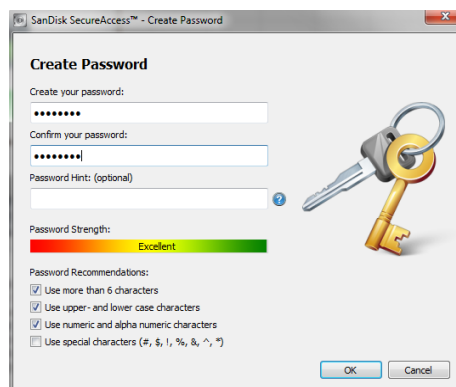 SanDisk SecureAccess™ - Create Password
Create Password
Create your password:
••••••••
Confirm your password:
••••••••
Password Hint: (optional)
?
Password Strength:
Excellent
Password Recommendations:
Use more than 6 characters
Use upper- and lower case characters
Use numeric and alpha numeric characters
Use special characters (#, $, !, %, &, ^, *)
OK Cancel